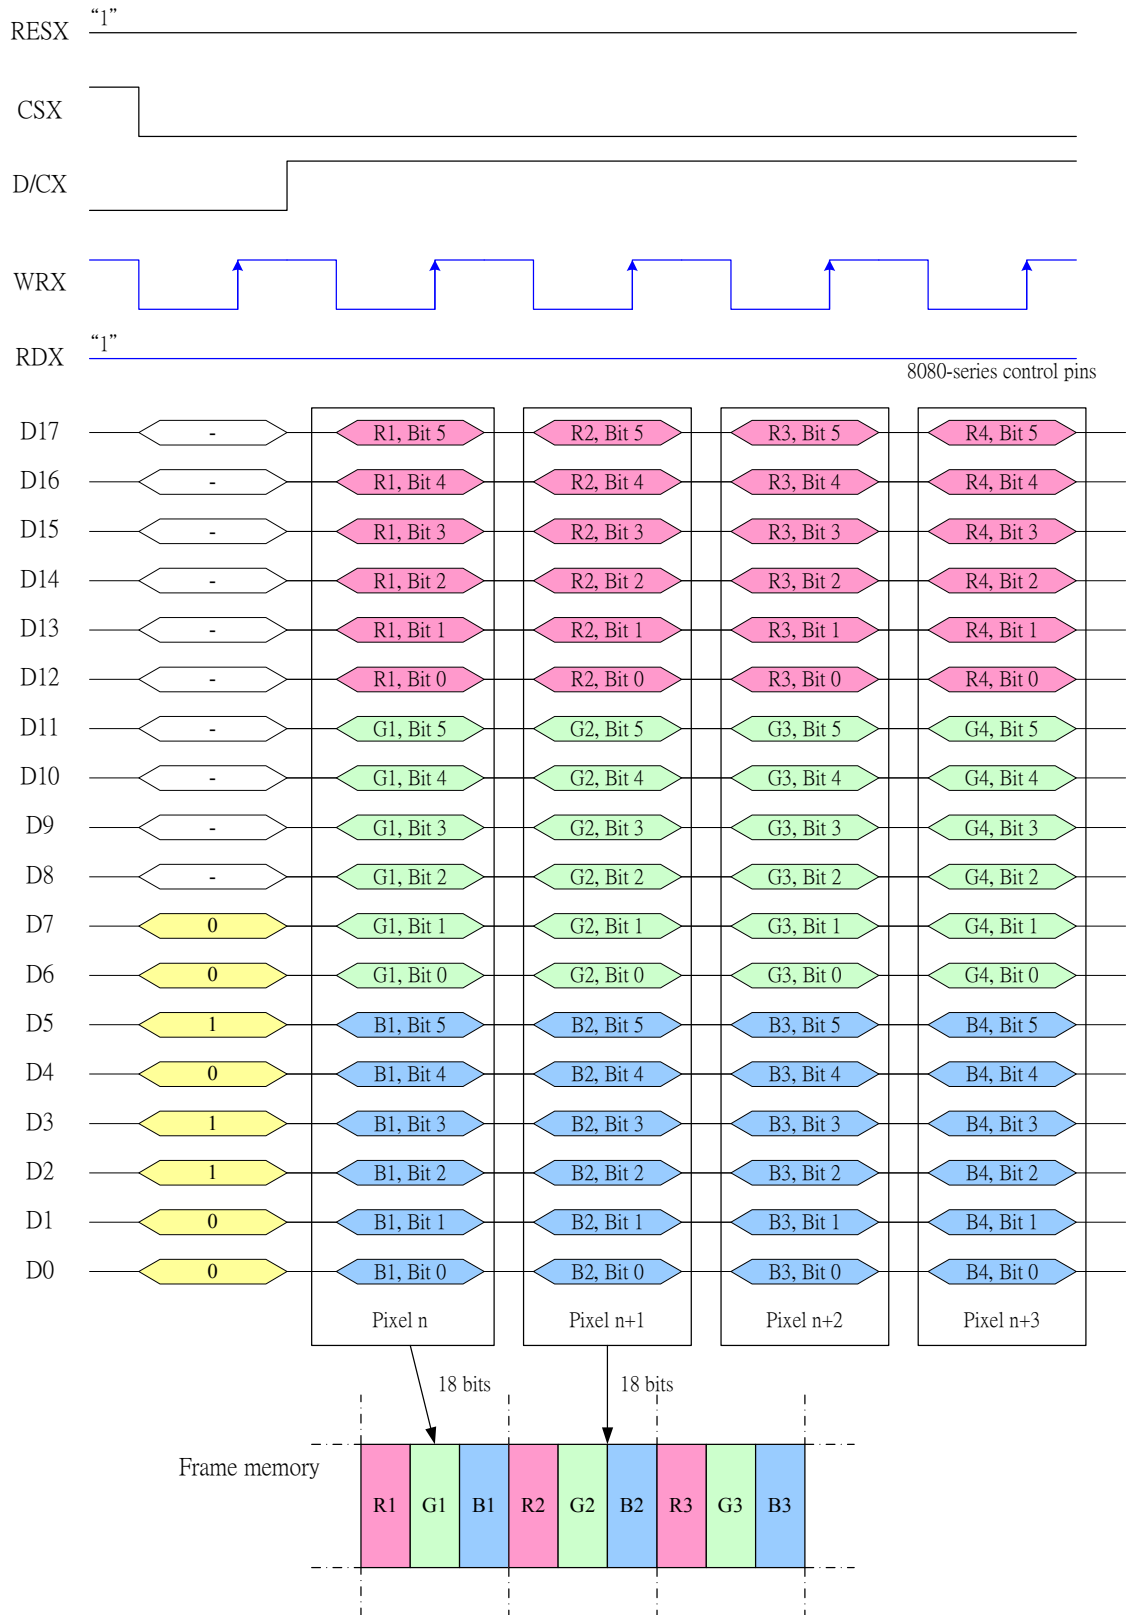 RESX “1”
CSX
D/CX
WRX
RDX “1”
8080-series control pins
D17 - R1, Bit 5 R2, Bit 5 R3, Bit 5 R4, Bit 5
D16 - R1, Bit 4 R2, Bit 4 R3, Bit 4 R4, Bit 4
D15 - R1, Bit 3 R2, Bit 3 R3, Bit 3 R4, Bit 3
D14 - R1, Bit 2 R2, Bit 2 R3, Bit 2 R4, Bit 2
D13 - R1, Bit 1 R2, Bit 1 R3, Bit 1 R4, Bit 1
D12 - R1, Bit 0 R2, Bit 0 R3, Bit 0 R4, Bit 0
D11 - G1, Bit 5 G2, Bit 5 G3, Bit 5 G4, Bit 5
D10 - G1, Bit 4 G2, Bit 4 G3, Bit 4 G4, Bit 4
D9 - G1, Bit 3 G2, Bit 3 G3, Bit 3 G4, Bit 3
D8 - G1, Bit 2 G2, Bit 2 G3, Bit 2 G4, Bit 2
D7 0 G1, Bit 1 G2, Bit 1 G3, Bit 1 G4, Bit 1
D6 0 G1, Bit 0 G2, Bit 0 G3, Bit 0 G4, Bit 0
D5 1 B1, Bit 5 B2, Bit 5 B3, Bit 5 B4, Bit 5
D4 0 B1, Bit 4 B2, Bit 4 B3, Bit 4 B4, Bit 4
D3 1 B1, Bit 3 B2, Bit 3 B3, Bit 3 B4, Bit 3
D2 1 B1, Bit 2 B2, Bit 2 B3, Bit 2 B4, Bit 2
D1 0 B1, Bit 1 B2, Bit 1 B3, Bit 1 B4, Bit 1
D0 0 B1, Bit 0 B2, Bit 0 B3, Bit 0 B4, Bit 0
Pixel n Pixel n+1 Pixel n+2 Pixel n+3
18 bits 18 bits
Frame memory
R1 G1 B1 R2 G2 B2 R3 G3 B3